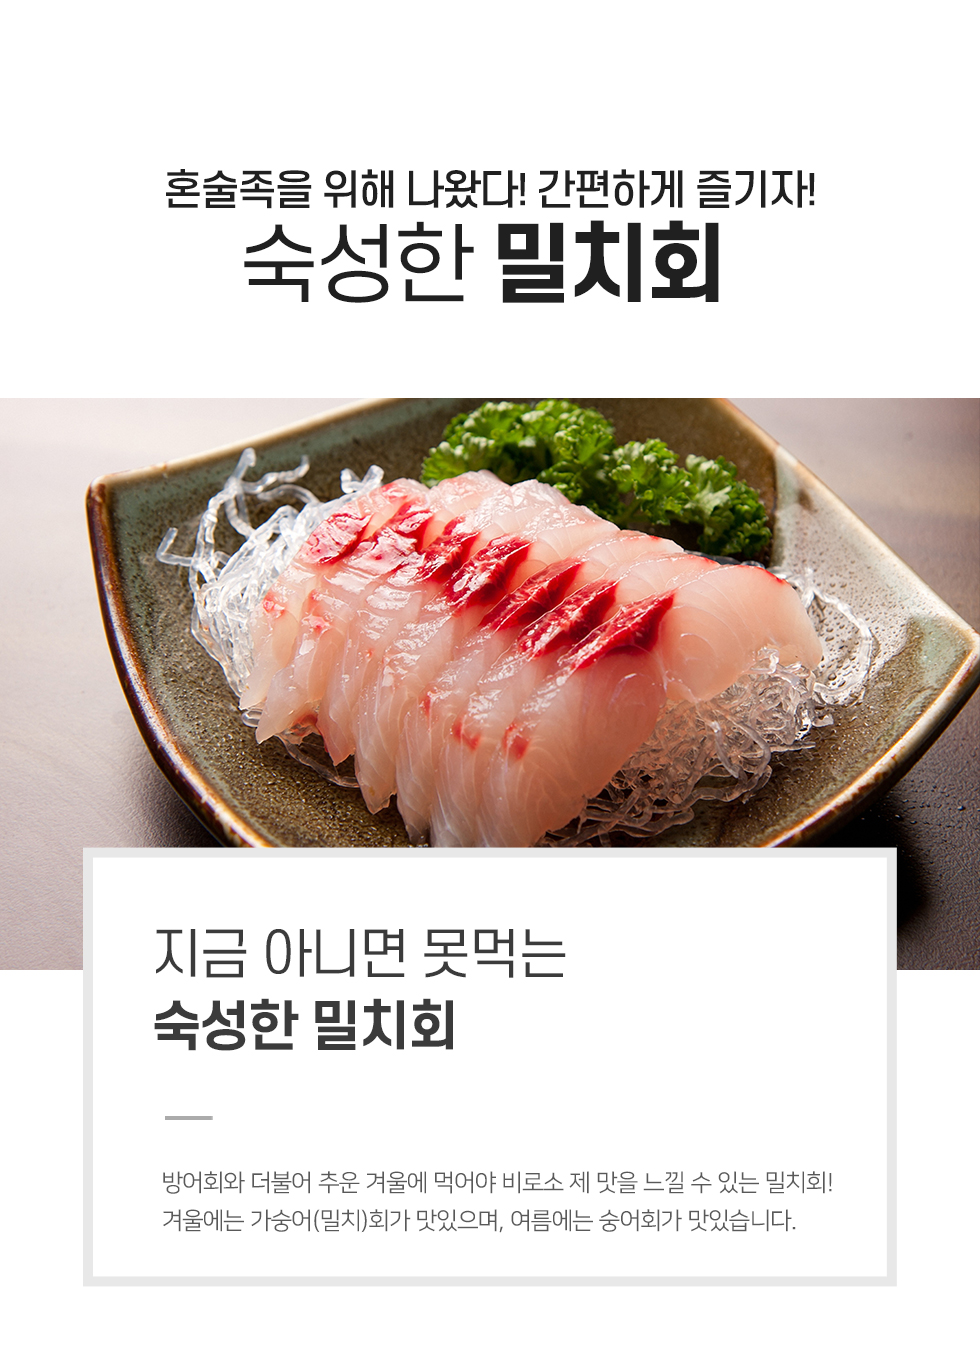 혼술족을 위해 나왔다! 간편하게 즐기자!
숙성한 밀치회
지금 아니면 못먹는
숙성한 밀치회
방어회와 더불어 추운 겨울에 먹어야 비로소 제 맛을 느낄 수 있는 밀치회!
겨울에는 가숭어(밀치)회가 맛있으며, 여름에는 숭어회가 맛있습니다.